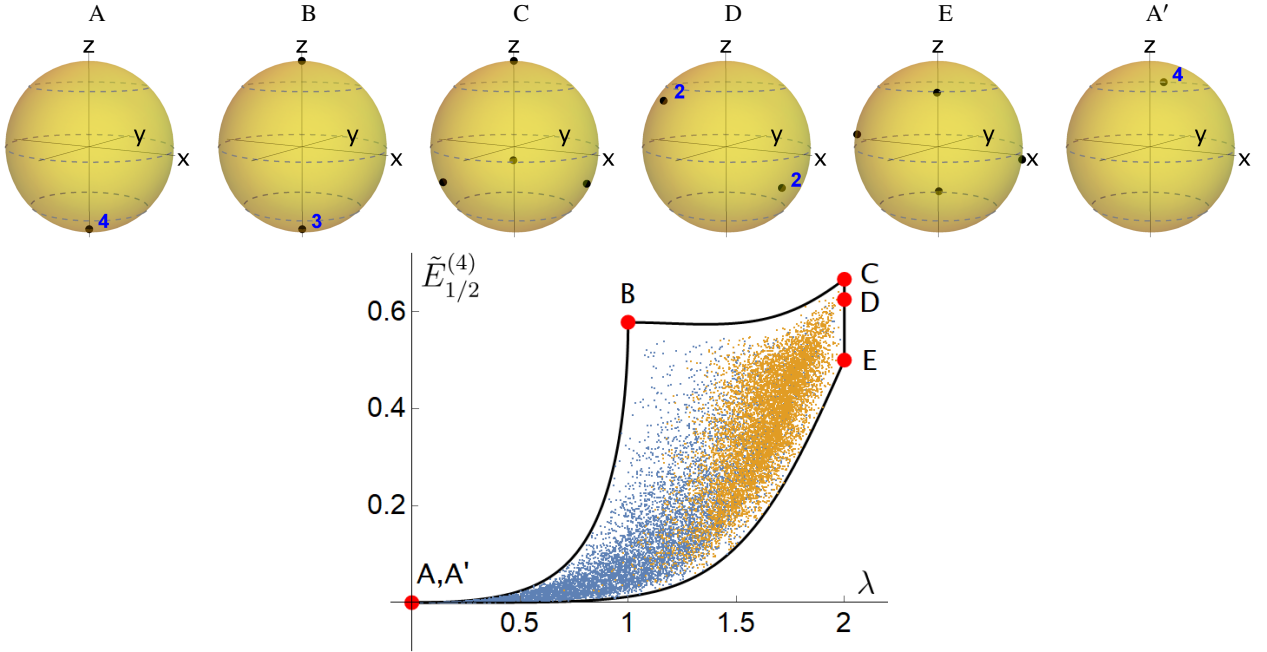 A B C D E A′
z z z z z z
y y y y y y
x x x x x x
2 4
2
4 3
Ẽ₁/₂⁽⁴⁾
C
B D
0.6
E
0.4
0.2
A,A' λ
0.5 1 1.5 2